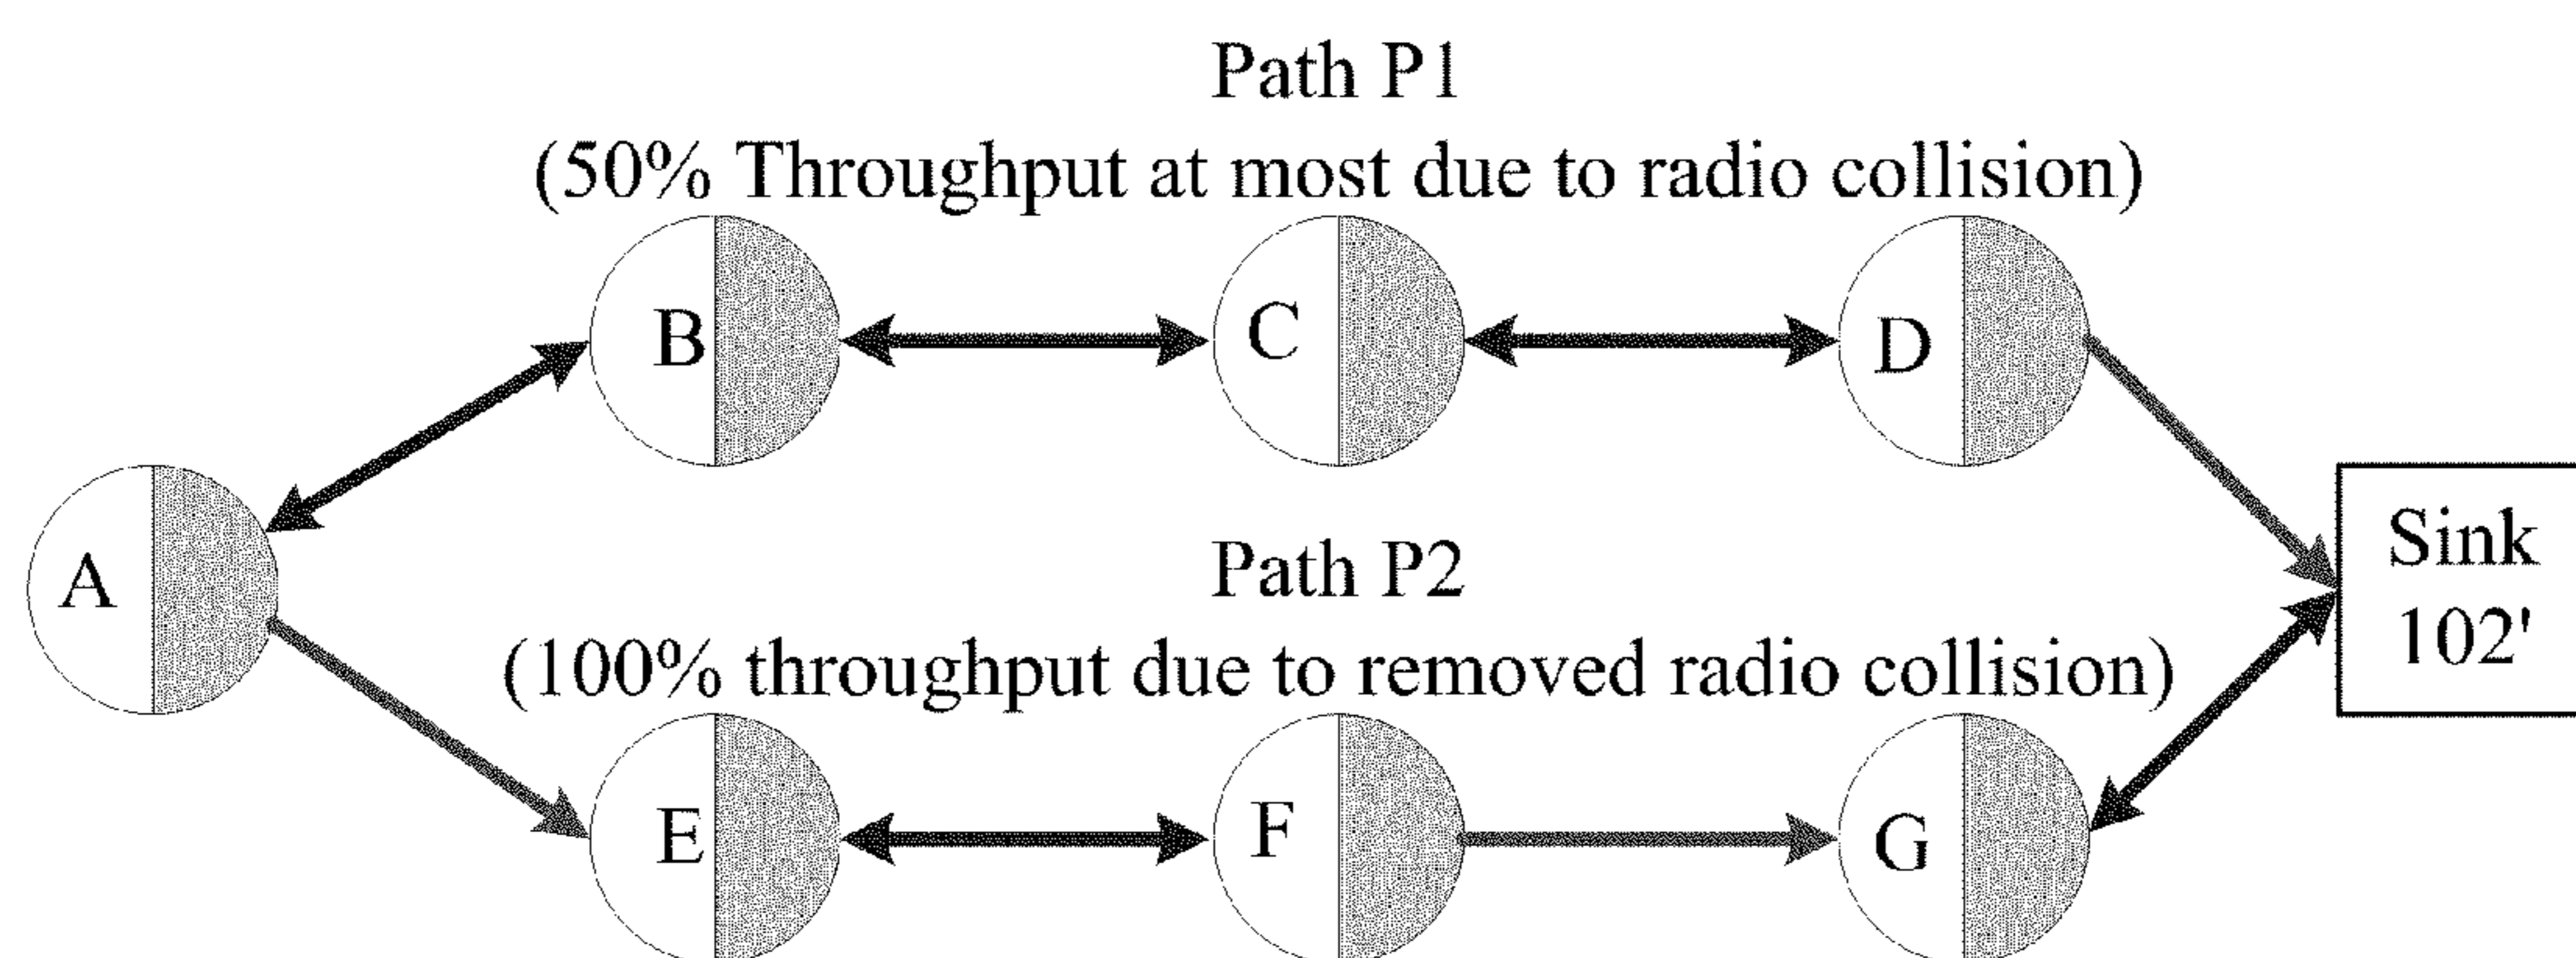 Path P1
(50% Throughput at most due to radio collision)
B
C
D
A
Sink
102'
Path P2
(100% throughput due to removed radio collision)
E
F
G